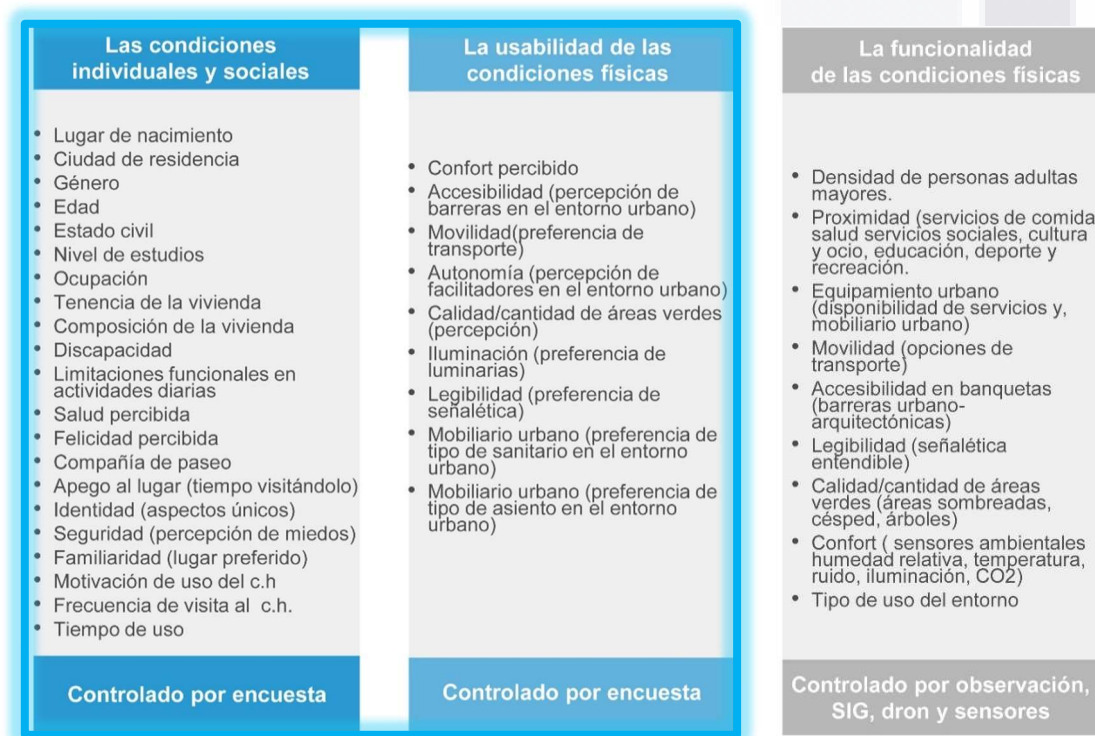 Las condiciones
individuales y sociales
• Lugar de nacimiento
• Ciudad de residencia
• Género
• Edad
• Estado civil
• Nivel de estudios
• Ocupación
• Tenencia de la vivienda
• Composición de la vivienda
• Discapacidad
• Limitaciones funcionales en
actividades diarias
• Salud percibida
• Felicidad percibida
• Compañía de paseo
• Apego al lugar (tiempo visitándolo)
• Identidad (aspectos únicos)
• Seguridad (percepción de miedos)
• Familiaridad (lugar preferido)
• Motivación de uso del c.h
• Frecuencia de visita al c.h.
• Tiempo de uso
Controlado por encuesta
La usabilidad de las
condiciones físicas
• Confort percibido
• Accesibilidad (percepción de
barreras en el entorno urbano)
• Movilidad(preferencia de
transporte)
• Autonomía (percepción de
facilitadores en el entorno urbano)
• Calidad/cantidad de áreas verdes
(percepción)
• Iluminación (preferencia de
luminarias)
• Legibilidad (preferencia de
señalética)
• Mobiliario urbano (preferencia de
tipo de sanitario en el entorno
urbano)
• Mobiliario urbano (preferencia de
tipo de asiento en el entorno
urbano)
Controlado por encuesta
La funcionalidad
de las condiciones físicas
• Densidad de personas adultas
mayores.
• Proximidad (servicios de comida
salud servicios sociales, cultura
y ocio, educación, deporte y
recreación.
• Equipamiento urbano
(disponibilidad de servicios y,
mobiliario urbano)
• Movilidad (opciones de
transporte)
• Accesibilidad en banquetas
(barreras urbano-
arquitectónicas)
• Legibilidad (señalética
entendible)
• Calidad/cantidad de áreas
verdes (áreas sombreadas,
césped, árboles)
• Confort ( sensores ambientales
humedad relativa, temperatura,
ruido, iluminación, CO2)
• Tipo de uso del entorno
Controlado por observación,
SIG, dron y sensores